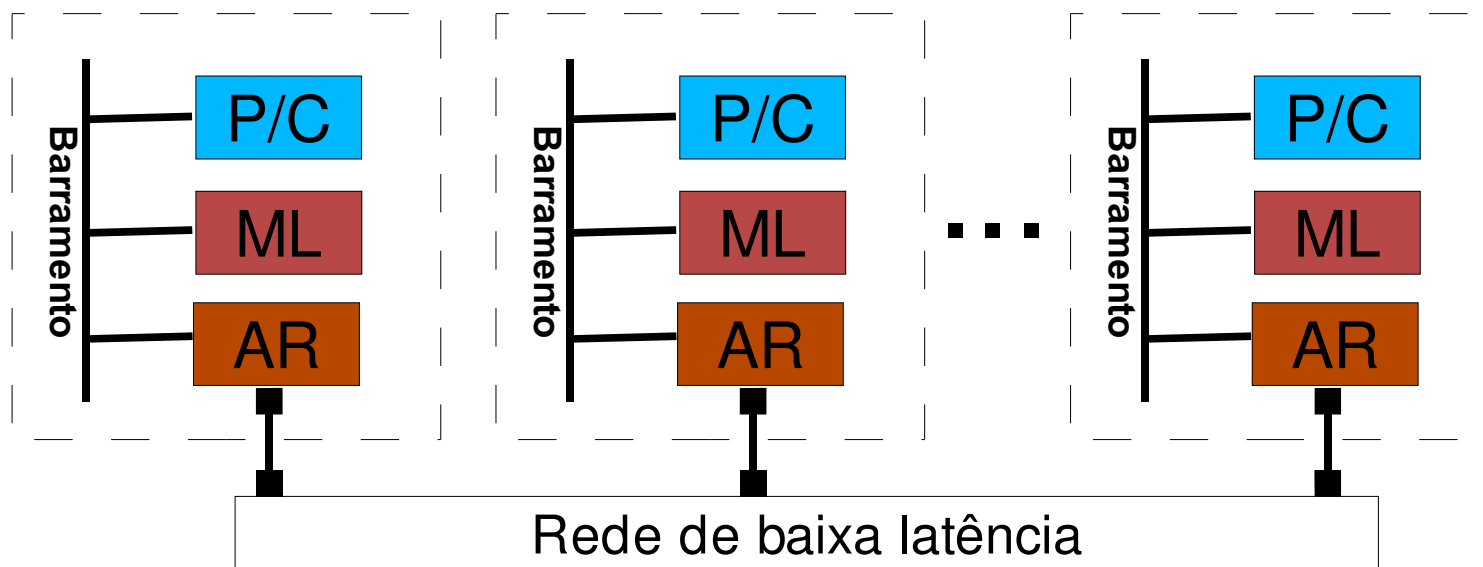 Barramento
P/C
ML
AR
Barramento
P/C
ML
AR
Barramento
P/C
ML
AR
Rede de baixa latência